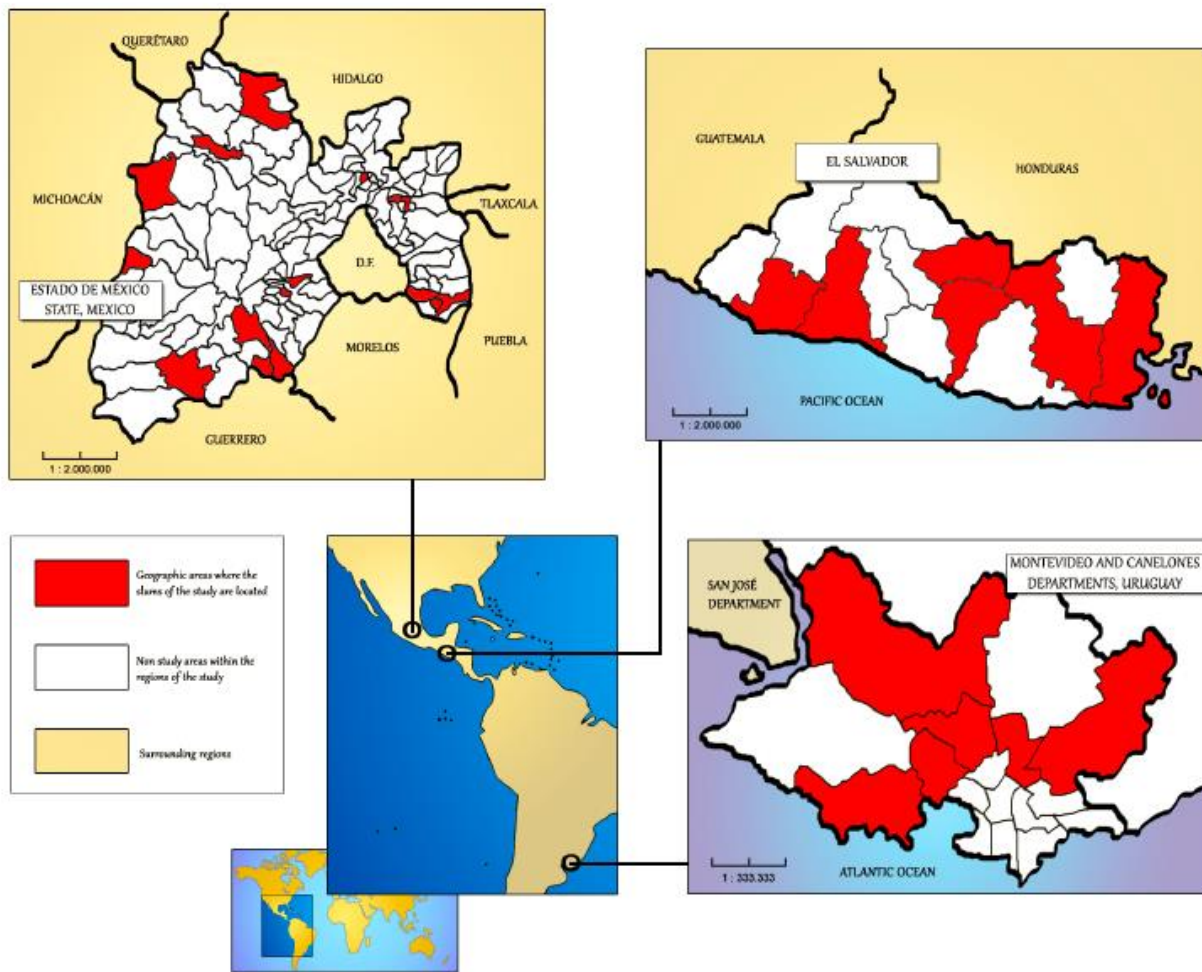 QUERÉTARO
HIDALGO
MICHOACÁN
TLAXCALA
D.F.
ESTADO DE MÉXICO
STATE, MEXICO
MORELOS
PUEBLA
GUERRERO
1 : 2.000.000
GUATEMALA
EL SALVADOR
HONDURAS
PACIFIC OCEAN
1 : 2.000.000
Geographic areas where the
slums of the study are located
Non study areas within the
regions of the study
Surrounding regions
SAN JOSÉ
DEPARTMENT
MONTEVIDEO AND CANELONES
DEPARTMENTS, URUGUAY
1 : 333.333
ATLANTIC OCEAN